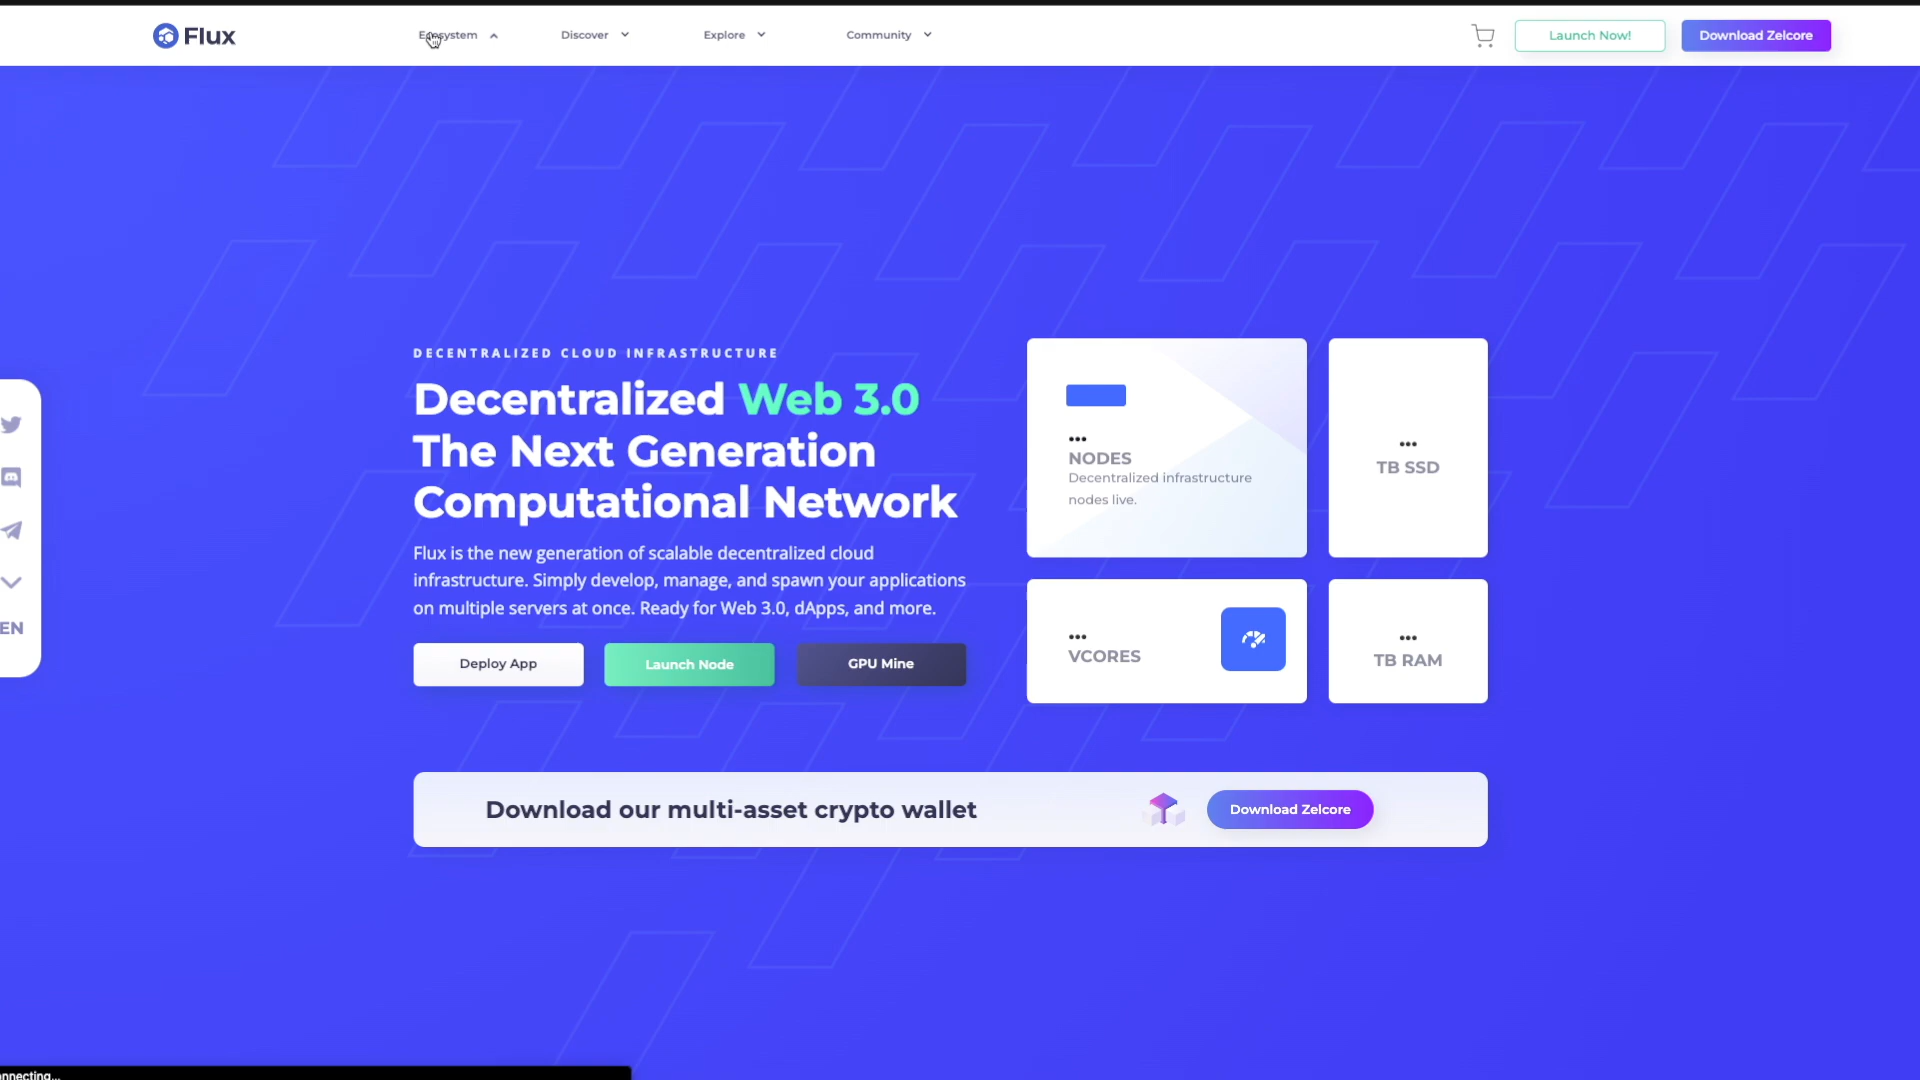 Flux
Ecosystem
Discover
Explore
Community
Launch Now!
Download Zelcore
DECENTRALIZED CLOUD INFRASTRUCTURE
Decentralized Web 3.0
The Next Generation
Computational Network
Flux is the new generation of scalable decentralized cloud
infrastructure. Simply develop, manage, and spawn your applications
on multiple servers at once. Ready for Web 3.0, dApps, and more.
Deploy App
Launch Node
GPU Mine
...
NODES
Decentralized infrastructure
nodes live.
...
TB SSD
...
VCORES
...
TB RAM
EN
Download our multi-asset crypto wallet
Download Zelcore
onnecting...